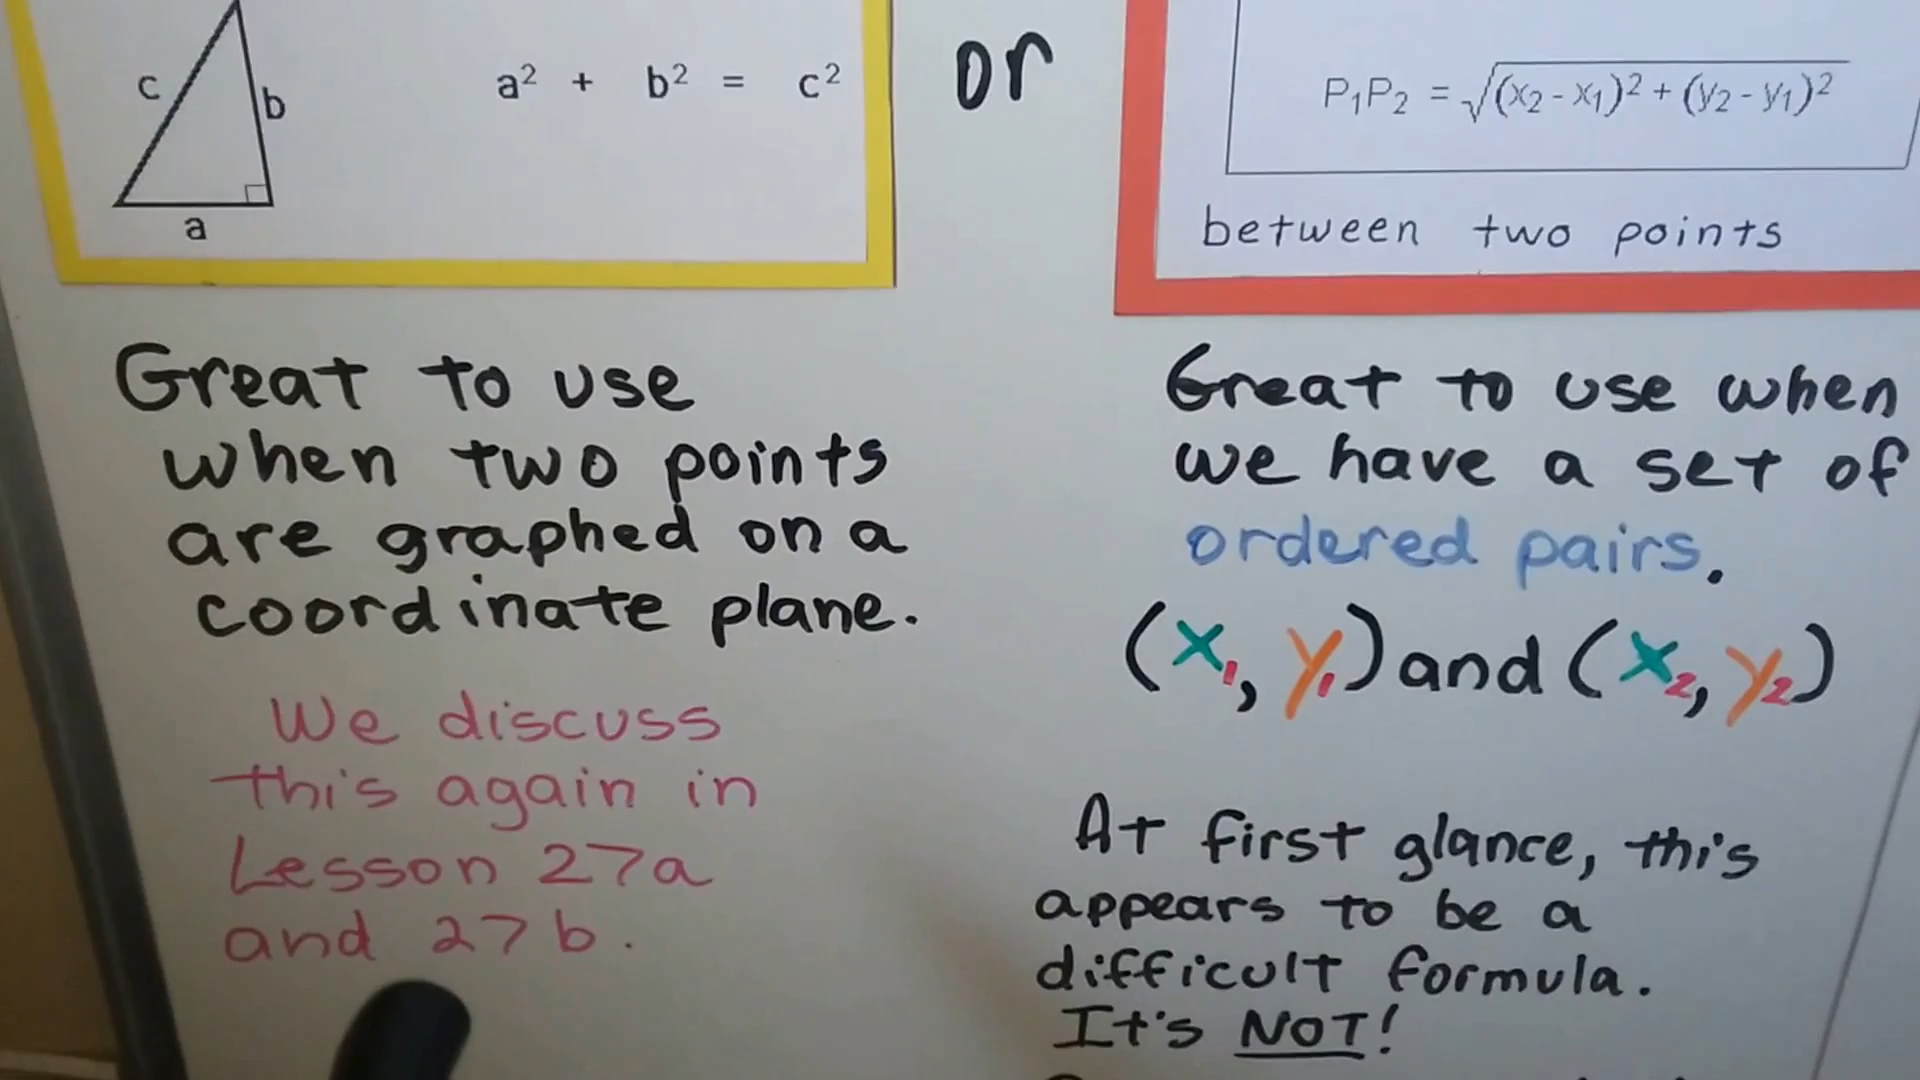 c
b
a
a² + b² = c²
or
P₁P₂ = √(x₂ - x₁)² + (y₂ - y₁)²
between two points
Great to use
when two points
are graphed on a
coordinate plane.
We discuss
this again in
Lesson 27a
and 27b.
Great to use when
we have a set of
ordered pairs.
(x₁, y₁) and (x₂, y₂)
At first glance, this
appears to be a
difficult formula.
It's NOT!